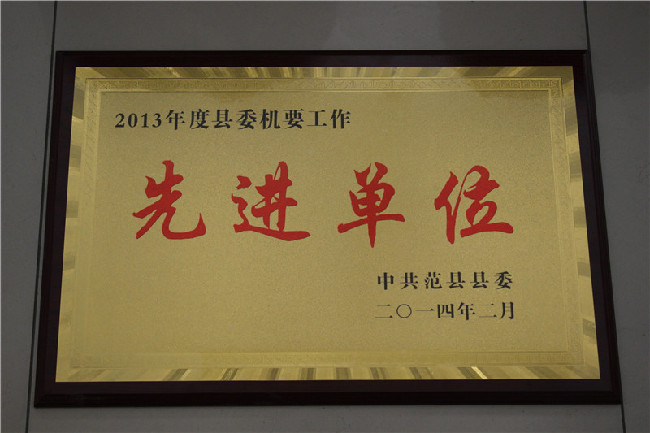 2013年度县委机要工作
先进单位
中共范县县委
二〇一四年二月